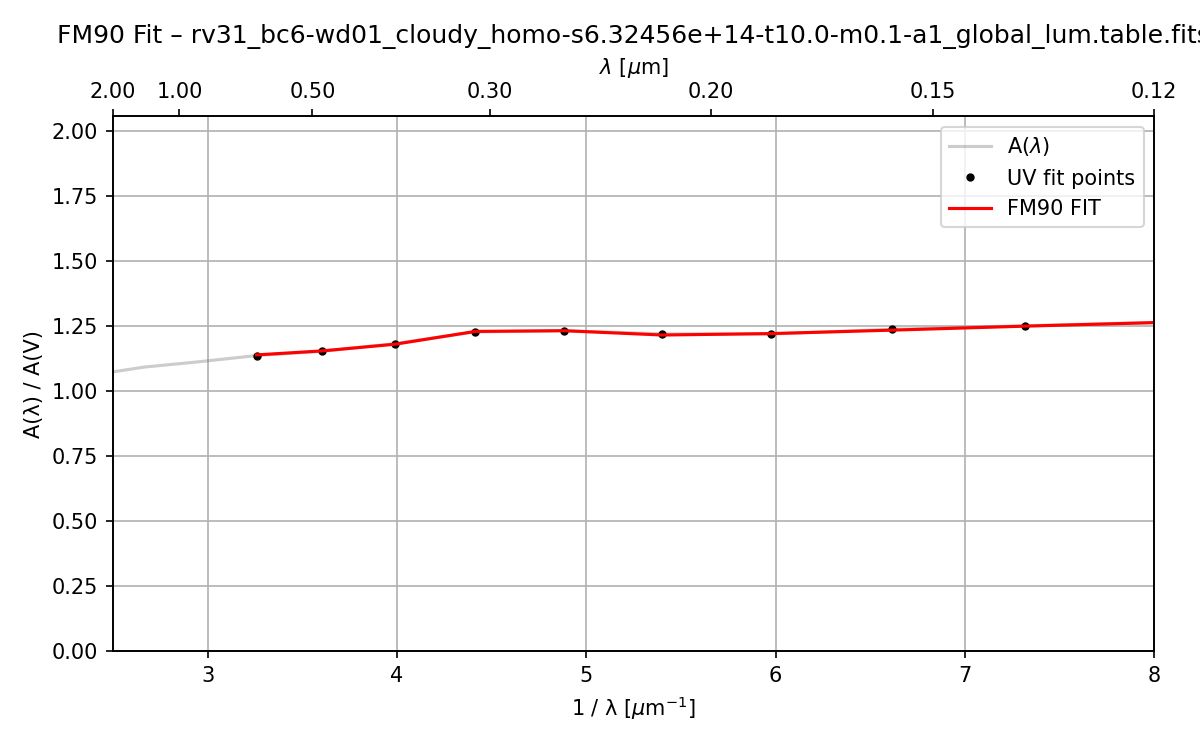 FM90 Fit – rv31_bc6-wd01_cloudy_homo-s6.32456e+14-t10.0-m0.1-a1_global_lum.table.fits
λ [μm]
2.00 1.00 0.50 0.30 0.20 0.15 0.12
A(λ)
UV fit points
FM90 FIT
2.00
1.75
1.50
1.25
1.00
0.75
0.50
0.25
0.00
A(λ) / A(V)
3 4 5 6 7 8
1 / λ [μm⁻¹]